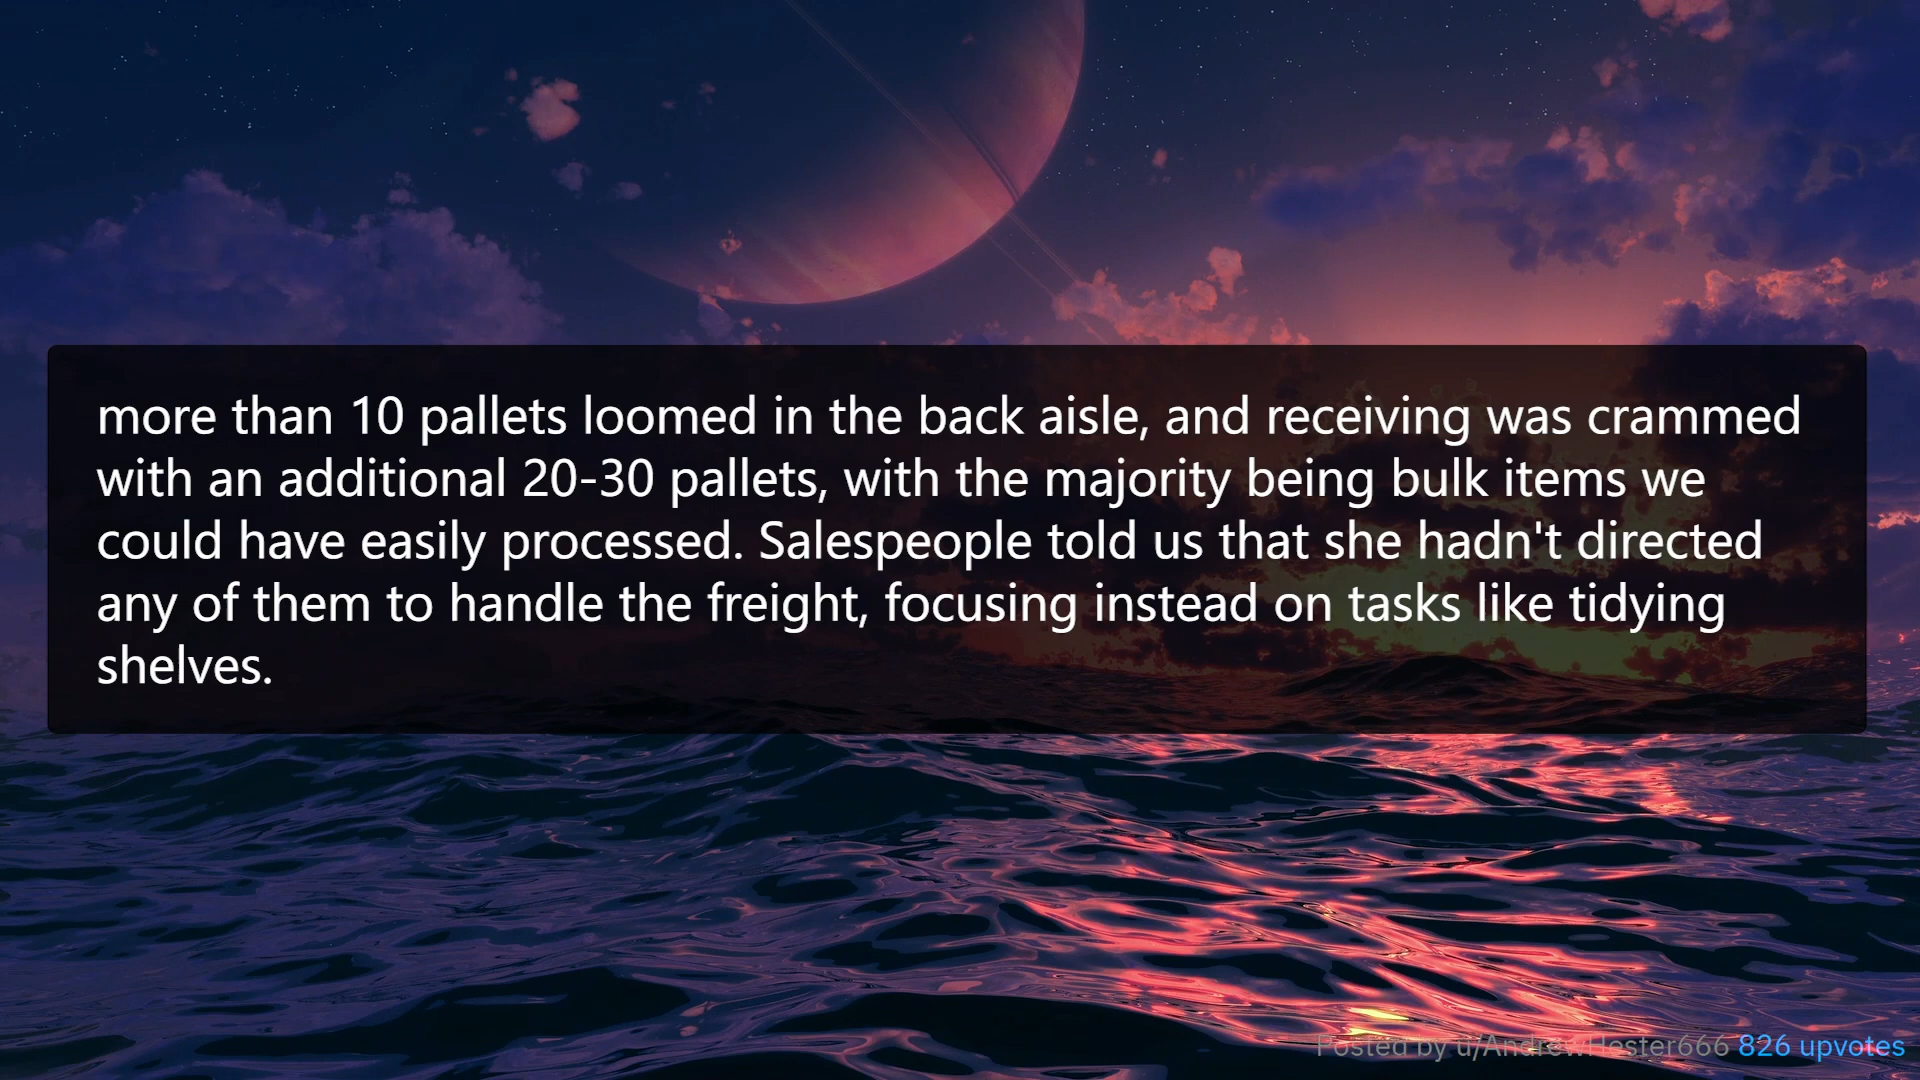 more than 10 pallets loomed in the back aisle, and receiving was crammed
with an additional 20-30 pallets, with the majority being bulk items we
could have easily processed. Salespeople told us that she hadn't directed
any of them to handle the freight, focusing instead on tasks like tidying
shelves.
Posted by u/AndrewHester666 826 upvotes